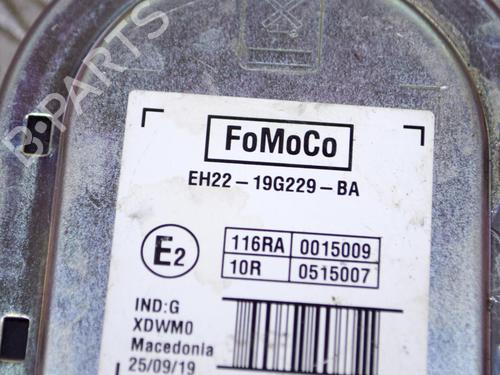 B-PARTS
FoMoCo
EH22-19G229-BA
E2
116RA 0015009
10R 0515007
IND:G
XDWM0
Macedonia
25/09/19